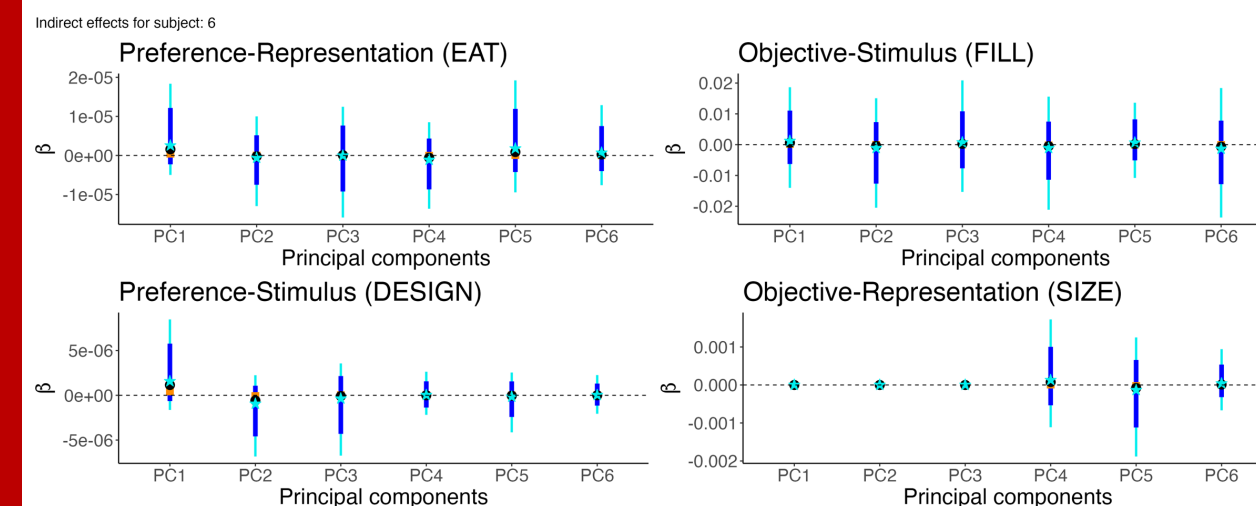 Indirect effects for subject: 6
Preference-Representation (EAT)
2e-05
1e-05
0e+00
-1e-05
β
PC1 PC2 PC3 PC4 PC5 PC6
Principal components
Objective-Stimulus (FILL)
0.02
0.01
0.00
-0.01
-0.02
β
PC1 PC2 PC3 PC4 PC5 PC6
Principal components
Preference-Stimulus (DESIGN)
5e-06
0e+00
-5e-06
β
PC1 PC2 PC3 PC4 PC5 PC6
Principal components
Objective-Representation (SIZE)
0.001
0.000
-0.001
-0.002
β
PC1 PC2 PC3 PC4 PC5 PC6
Principal components